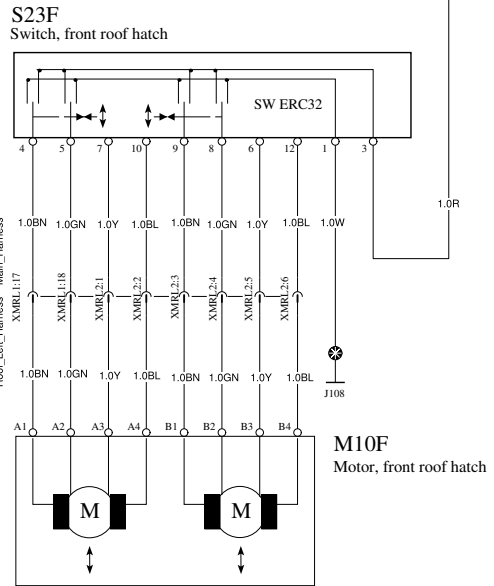 S23F
Switch, front roof hatch
SW ERC32
4 5 7 10 9 8 6 12 1 3
1.0R
1.0BN 1.0GN 1.0Y 1.0BL 1.0BN 1.0GN 1.0Y 1.0BL 1.0W
Roof_Left_Harness Main_Harness
XMRL1:17 XMRL1:18 XMRL2:1 XMRL2:2 XMRL2:3 XMRL2:4 XMRL2:5 XMRL2:6
1.0BN 1.0GN 1.0Y 1.0BL 1.0BN 1.0GN 1.0Y 1.0BL
J108
A1 A2 A3 A4 B1 B2 B3 B4
M10F
Motor, front roof hatch
M M